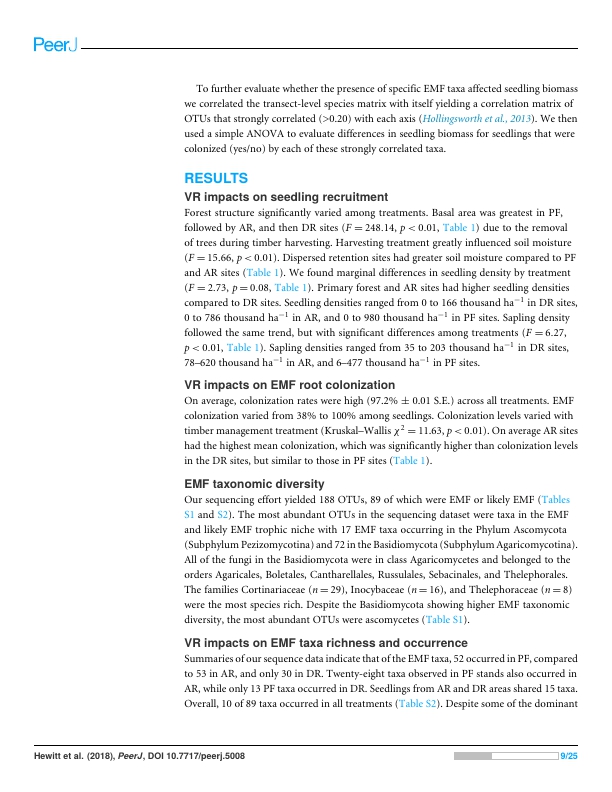 PeerJ
To further evaluate whether the presence of specific EMF taxa affected seedling biomass
we correlated the transect-level species matrix with itself yielding a correlation matrix of
OTUs that strongly correlated (>0.20) with each axis (Hollingsworth et al., 2013). We then
used a simple ANOVA to evaluate differences in seedling biomass for seedlings that were
colonized (yes/no) by each of these strongly correlated taxa.
RESULTS
VR impacts on seedling recruitment
Forest structure significantly varied among treatments. Basal area was greatest in PF,
followed by AR, and then DR sites (F = 248.14, p < 0.01, Table 1) due to the removal
of trees during timber harvesting. Harvesting treatment greatly influenced soil moisture
(F = 15.66, p < 0.01). Dispersed retention sites had greater soil moisture compared to PF
and AR sites (Table 1). We found marginal differences in seedling density by treatment
(F = 2.73, p = 0.08, Table 1). Primary forest and AR sites had higher seedling densities
compared to DR sites. Seedling densities ranged from 0 to 166 thousand ha⁻¹ in DR sites,
0 to 786 thousand ha⁻¹ in AR, and 0 to 980 thousand ha⁻¹ in PF sites. Sapling density
followed the same trend, but with significant differences among treatments (F = 6.27,
p < 0.01, Table 1). Sapling densities ranged from 35 to 203 thousand ha⁻¹ in DR sites,
78–620 thousand ha⁻¹ in AR, and 6–477 thousand ha⁻¹ in PF sites.
VR impacts on EMF root colonization
On average, colonization rates were high (97.2% ± 0.01 S.E.) across all treatments. EMF
colonization varied from 38% to 100% among seedlings. Colonization levels varied with
timber management treatment (Kruskal–Wallis χ² = 11.63, p < 0.01). On average AR sites
had the highest mean colonization, which was significantly higher than colonization levels
in the DR sites, but similar to those in PF sites (Table 1).
EMF taxonomic diversity
Our sequencing effort yielded 188 OTUs, 89 of which were EMF or likely EMF (Tables
S1 and S2). The most abundant OTUs in the sequencing dataset were taxa in the EMF
and likely EMF trophic niche with 17 EMF taxa occurring in the Phylum Ascomycota
(Subphylum Pezizomycotina) and 72 in the Basidiomycota (Subphylum Agaricomycotina).
All of the fungi in the Basidiomycota were in class Agaricomycetes and belonged to the
orders Agaricales, Boletales, Cantharellales, Russulales, Sebacinales, and Thelephorales.
The families Cortinariaceae (n = 29), Inocybaceae (n = 16), and Thelephoraceae (n = 8)
were the most species rich. Despite the Basidiomycota showing higher EMF taxonomic
diversity, the most abundant OTUs were ascomycetes (Table S1).
VR impacts on EMF taxa richness and occurrence
Summaries of our sequence data indicate that of the EMF taxa, 52 occurred in PF, compared
to 53 in AR, and only 30 in DR. Twenty-eight taxa observed in PF stands also occurred in
AR, while only 13 PF taxa occurred in DR. Seedlings from AR and DR areas shared 15 taxa.
Overall, 10 of 89 taxa occurred in all treatments (Table S2). Despite some of the dominant
Hewitt et al. (2018), PeerJ, DOI 10.7717/peerj.5008
9/25